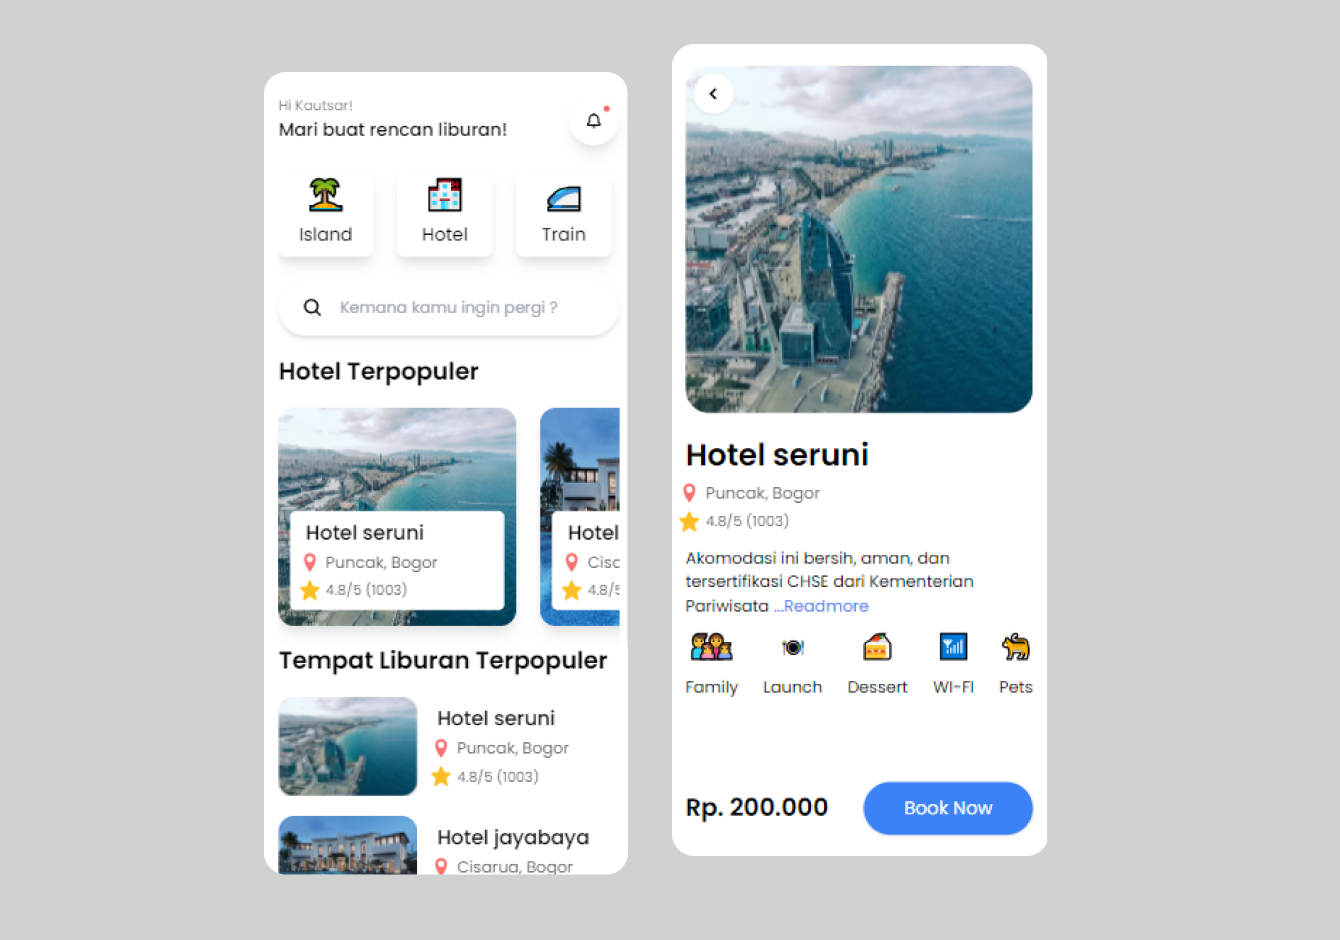 Hi Kautsar!
Mari buat rencan liburan!
Island
Hotel
Train
Kemana kamu ingin pergi ?
Hotel Terpopuler
Hotel seruni
Puncak, Bogor
4.8/5 (1003)
Hotel
Cisc
4.8/5
Tempat Liburan Terpopuler
Hotel seruni
Puncak, Bogor
4.8/5 (1003)
Hotel jayabaya
Cisarua, Bogor
Hotel seruni
Puncak, Bogor
4.8/5 (1003)
Akomodasi ini bersih, aman, dan
tersertifikasi CHSE dari Kementerian
Pariwisata ...Readmore
Family
Launch
Dessert
WI-FI
Pets
Rp. 200.000
Book Now